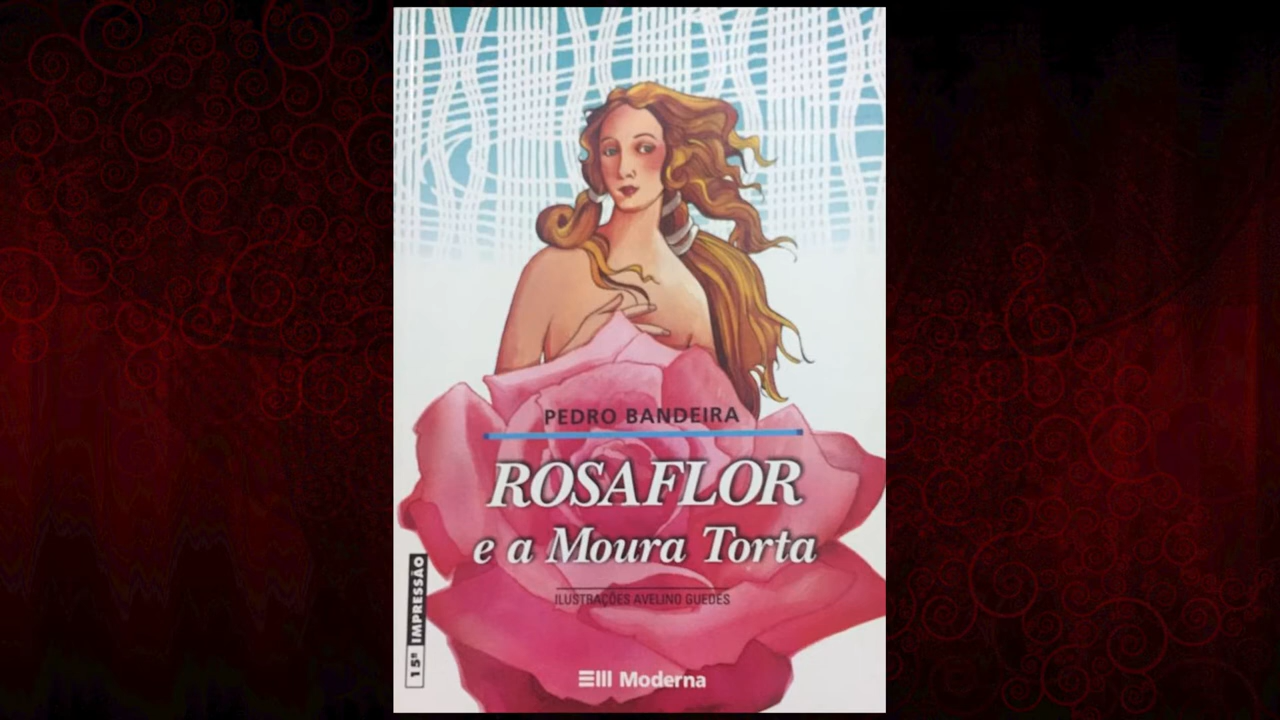 PEDRO BANDEIRA
ROSAFLOR
e a Moura Torta
ILUSTRAÇÕES AVELINO GUEDES
15ª IMPRESSÃO
Moderna